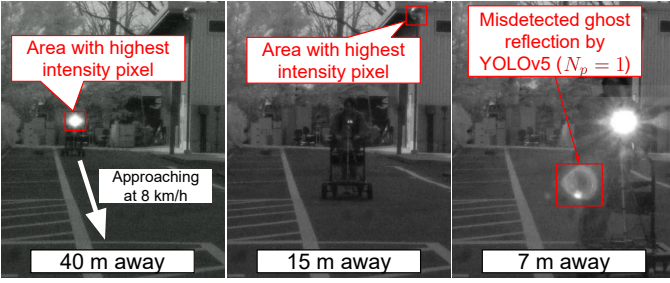 Area with highest
intensity pixel
Approaching
at 8 km/h
40 m away
Area with highest
intensity pixel
15 m away
Misdetected ghost
reflection by
YOLOv5 (N_p = 1)
7 m away